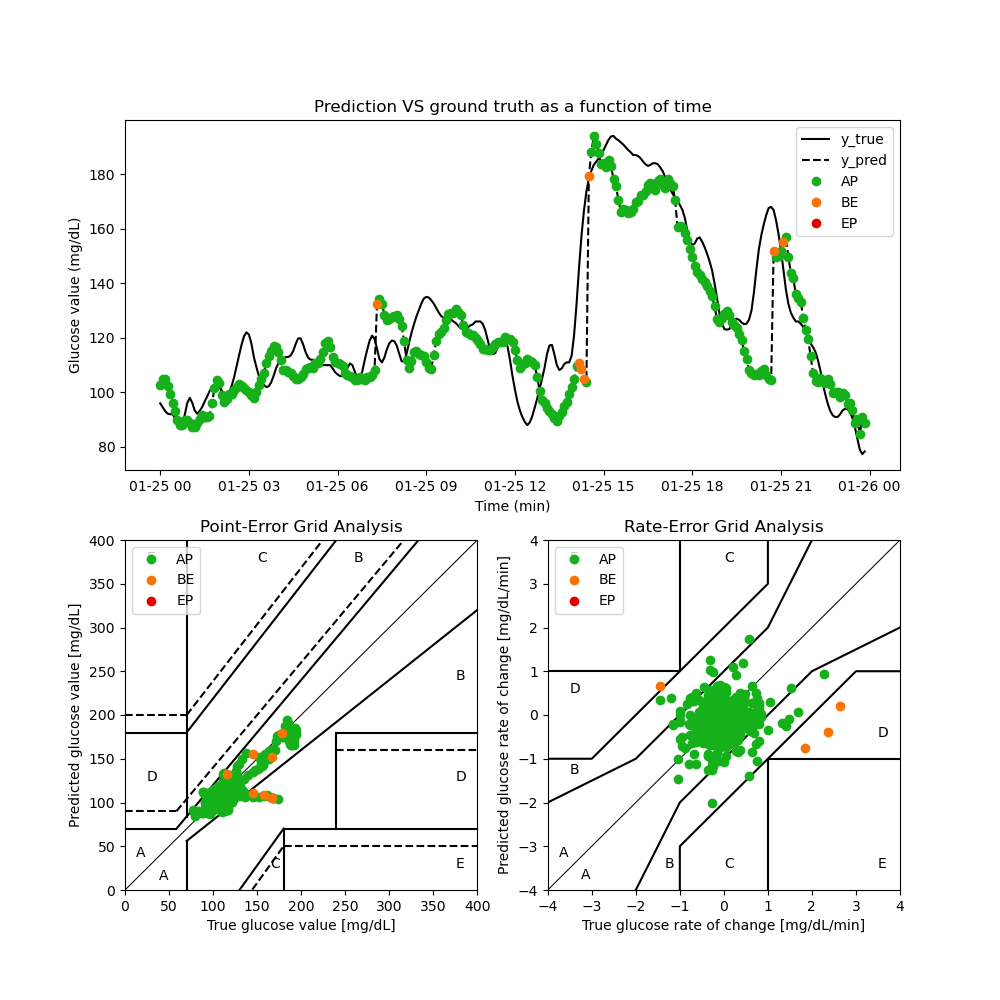 Prediction VS ground truth as a function of time
Glucose value (mg/dL)
180
160
140
120
100
80
y_true
y_pred
AP
BE
EP
01-25 00 01-25 03 01-25 06 01-25 09 01-25 12 01-25 15 01-25 18 01-25 21 01-26 00
Time (min)
Point-Error Grid Analysis
Predicted glucose value [mg/dL]
400
350
300
250
200
150
100
50
0
AP
BE
EP
C
B
B
D
D
A
A
C
E
0 50 100 150 200 250 300 350 400
True glucose value [mg/dL]
Rate-Error Grid Analysis
Predicted glucose rate of change [mg/dL/min]
4
3
2
1
0
−1
−2
−3
−4
AP
BE
EP
C
D
D
B
A
A
B
C
E
−4 −3 −2 −1 0 1 2 3 4
True glucose rate of change [mg/dL/min]